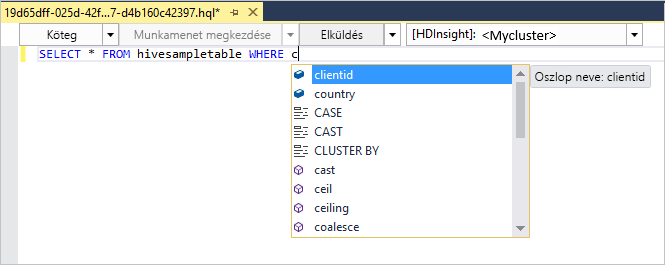 19d65dff-025d-42f...7-d4b160c42397.hql*
Köteg Munkamenet megkezdése Elküldés [HDInsight]: <Mycluster>
SELECT * FROM hivesampletable WHERE c
clientid Oszlop neve: clientid
country
CASE
CAST
CLUSTER BY
cast
ceil
ceiling
coalesce